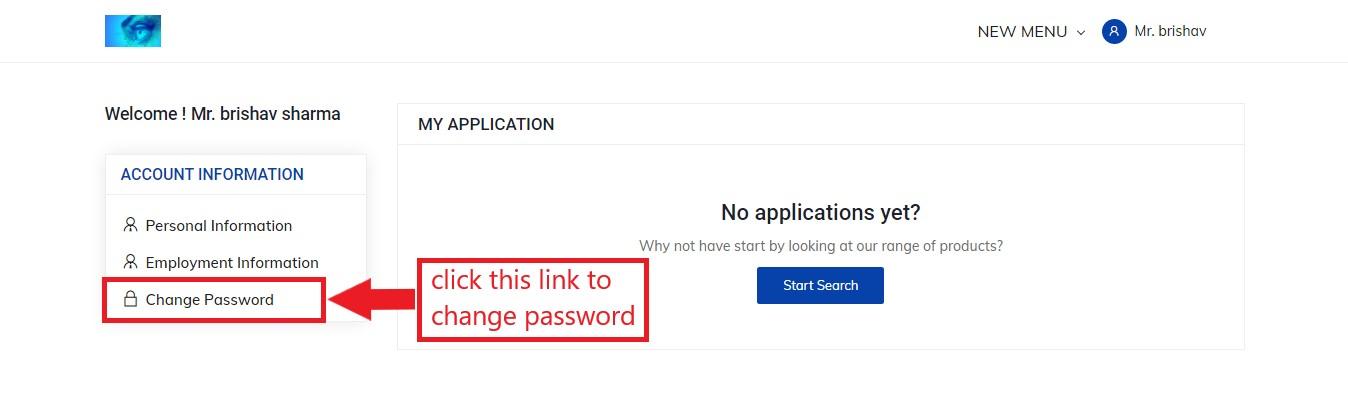 NEW MENU
Mr. brishav
Welcome ! Mr. brishav sharma
ACCOUNT INFORMATION
Personal Information
Employment Information
Change Password
MY APPLICATION
No applications yet?
Why not have start by looking at our range of products?
Start Search
click this link to
change password